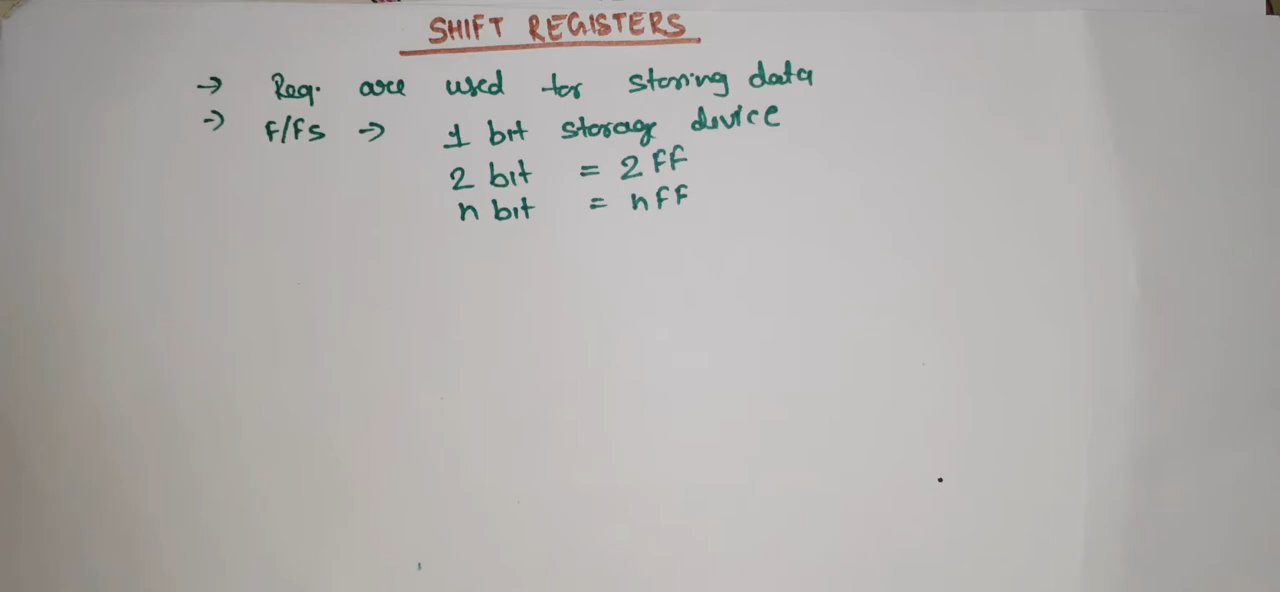 SHIFT REGISTERS
→ Reg. are used for storing data
→ F/Fs → 1 bit storage device
2 bit = 2 FF
n bit = n FF